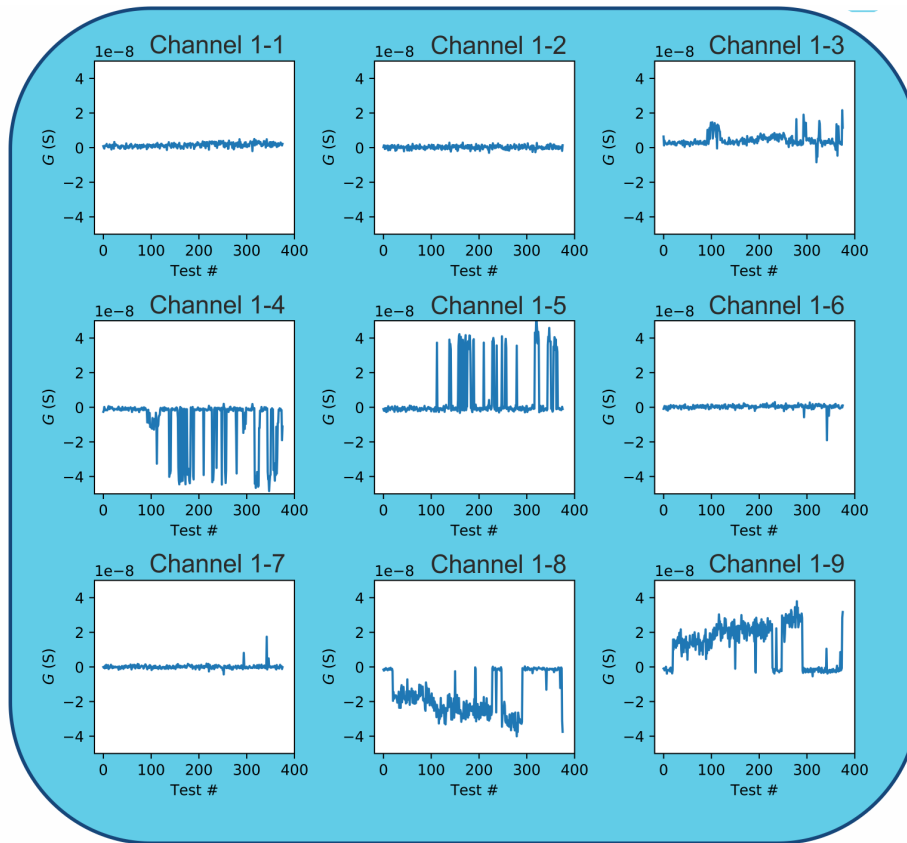 Channel 1-1
1e−8
4
2
0
−2
−4
G (S)
0 100 200 300 400
Test #
Channel 1-2
1e−8
4
2
0
−2
−4
G (S)
0 100 200 300 400
Test #
Channel 1-3
1e−8
4
2
0
−2
−4
G (S)
0 100 200 300 400
Test #
Channel 1-4
1e−8
4
2
0
−2
−4
G (S)
0 100 200 300 400
Test #
Channel 1-5
1e−8
4
2
0
−2
−4
G (S)
0 100 200 300 400
Test #
Channel 1-6
1e−8
4
2
0
−2
−4
G (S)
0 100 200 300 400
Test #
Channel 1-7
1e−8
4
2
0
−2
−4
G (S)
0 100 200 300 400
Test #
Channel 1-8
1e−8
4
2
0
−2
−4
G (S)
0 100 200 300 400
Test #
Channel 1-9
1e−8
4
2
0
−2
−4
G (S)
0 100 200 300 400
Test #